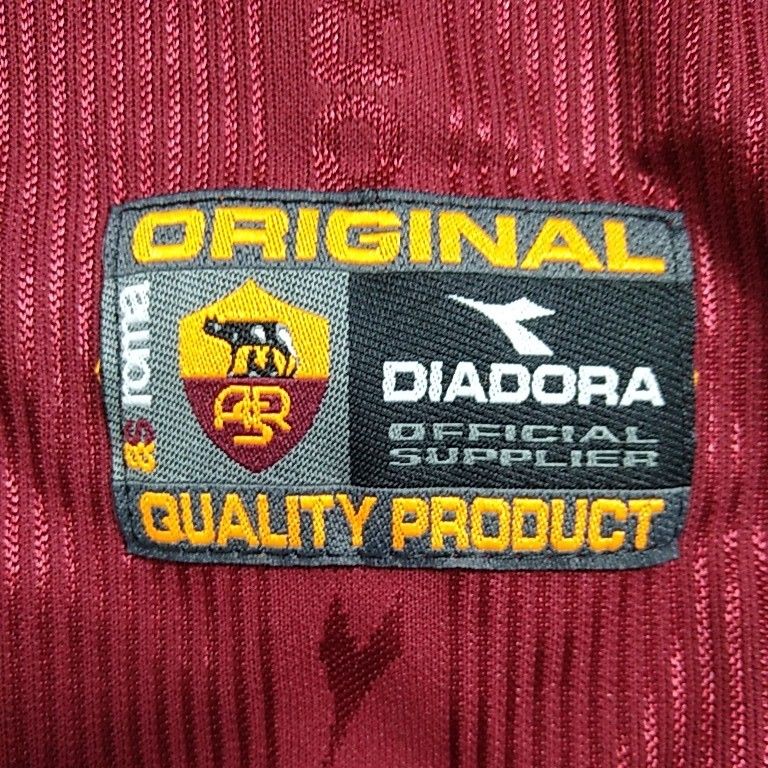 ORIGINAL
as roma
ASR
DIADORA
OFFICIAL
SUPPLIER
QUALITY PRODUCT